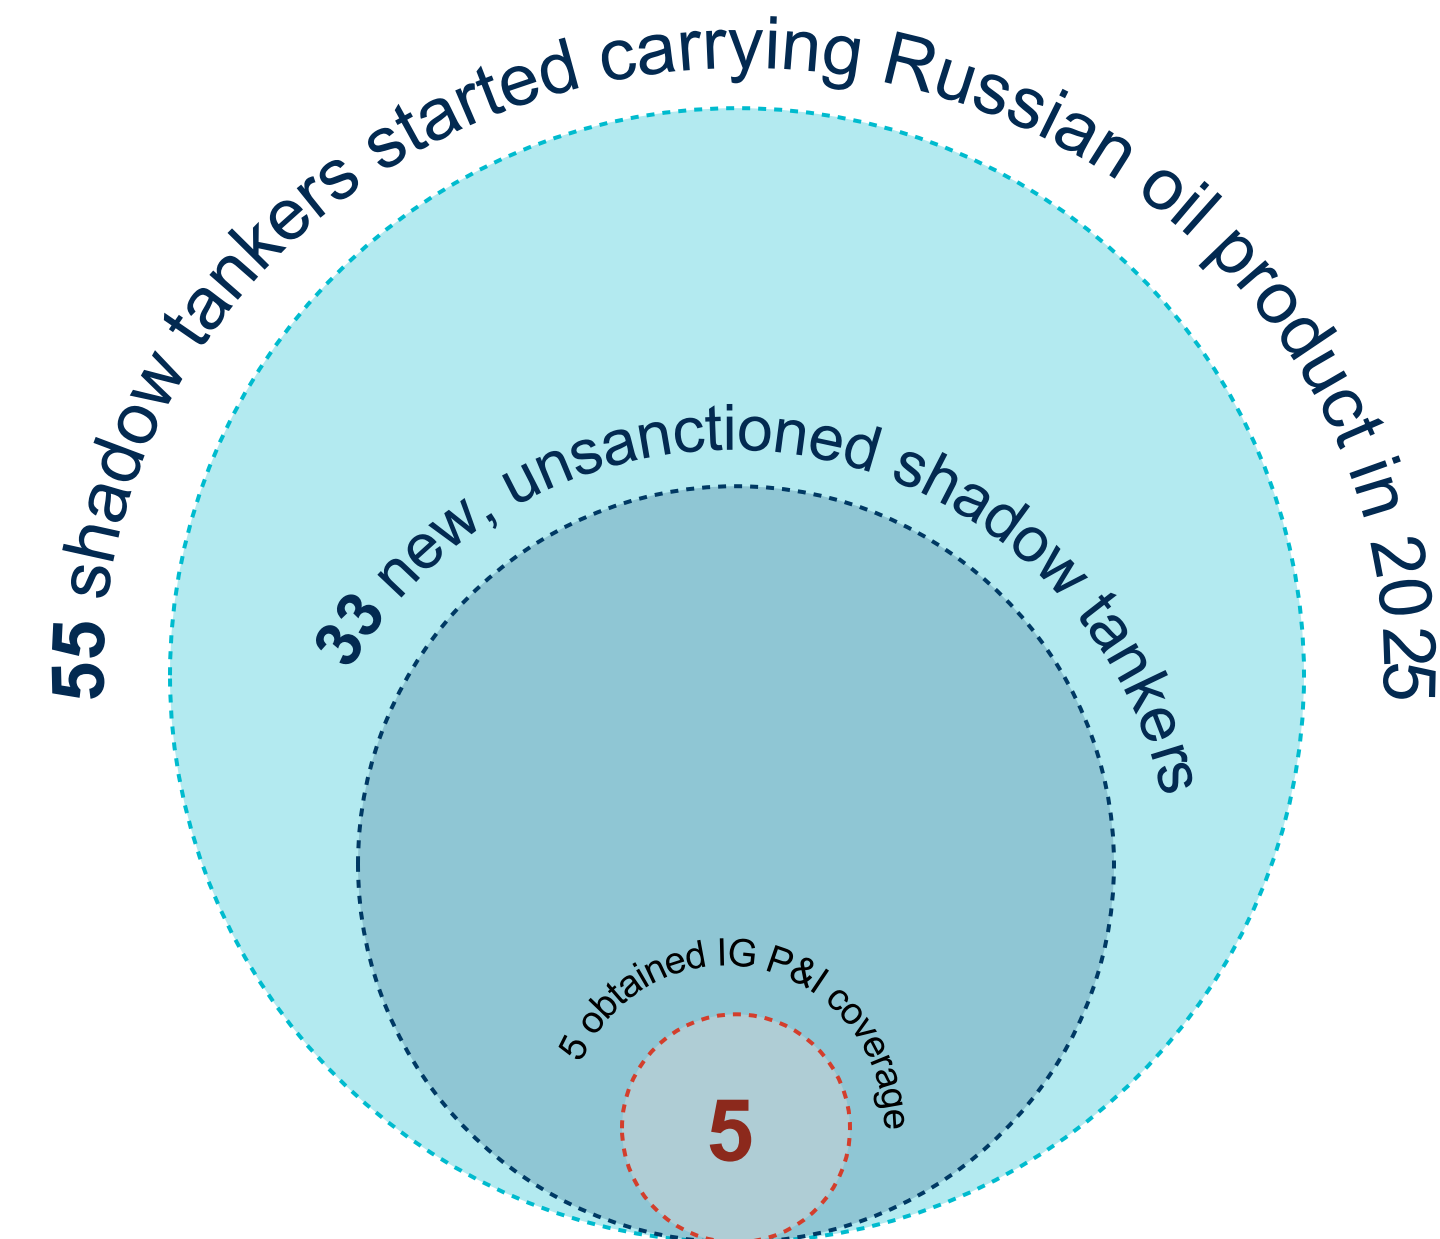 55 shadow tankers started carrying Russian oil product in 2025
33 new, unsanctioned shadow tankers
5 obtained IG P&I coverage
5